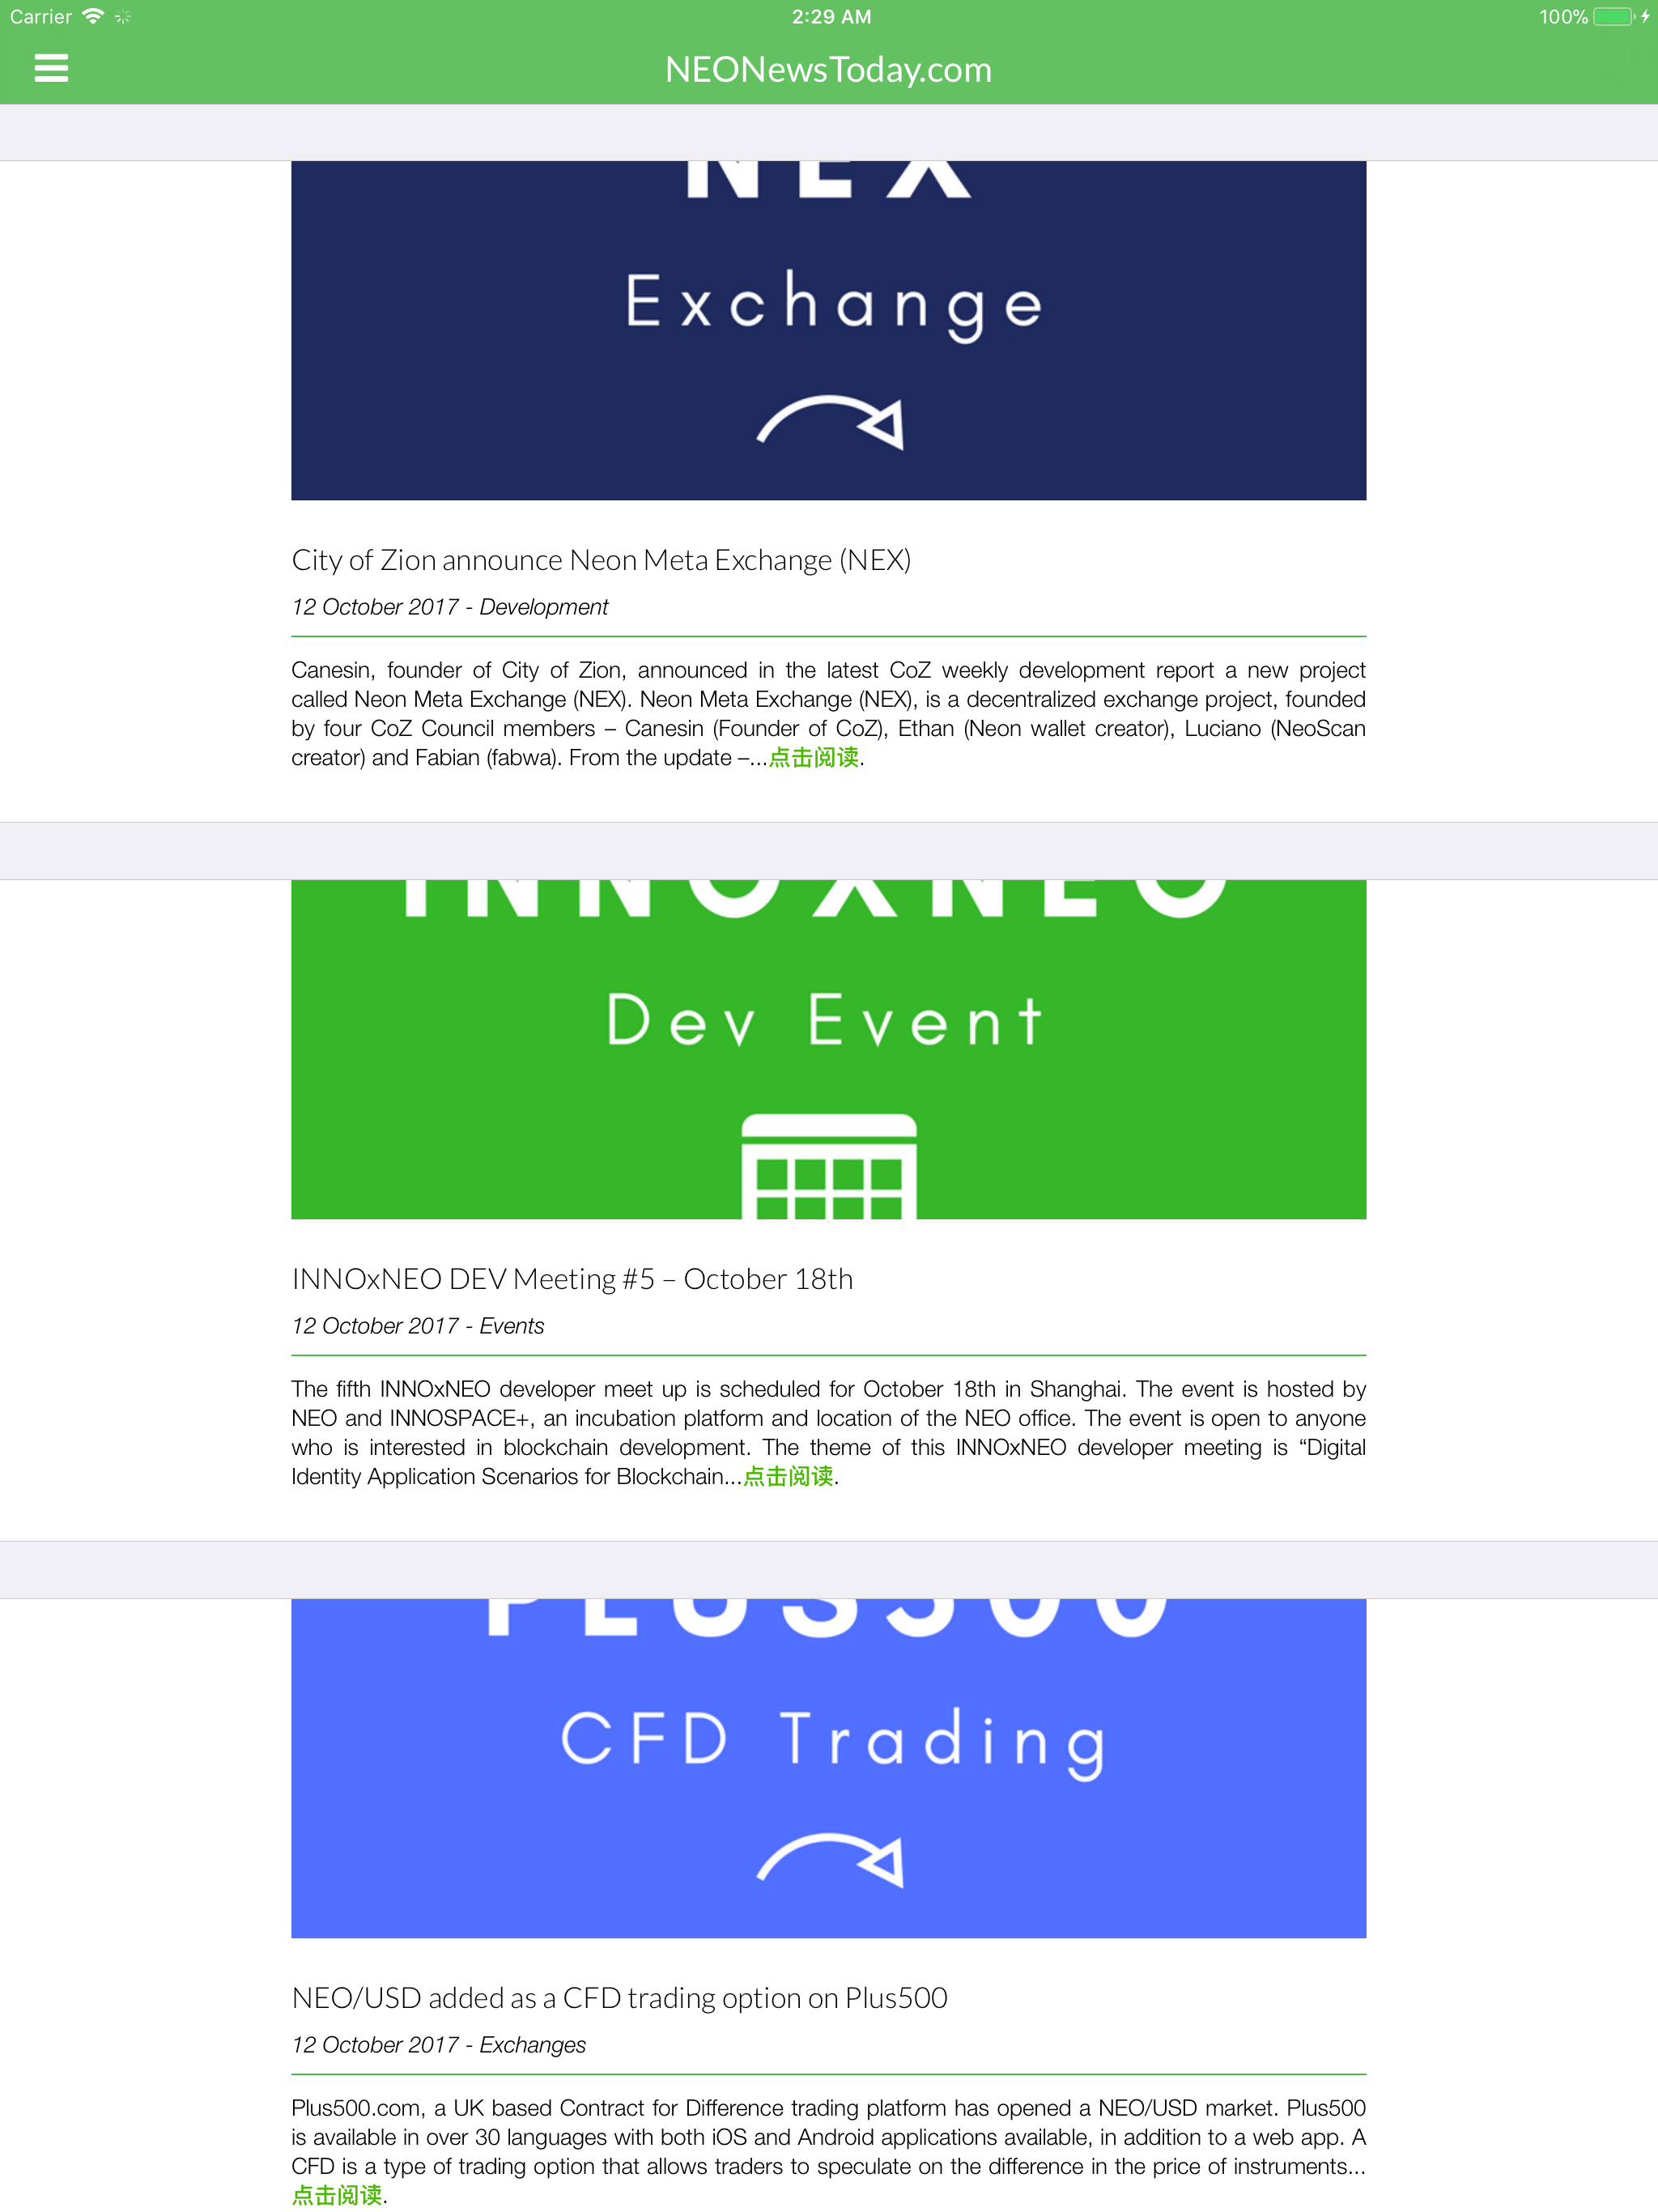 Carrier
2:29 AM
100%
NEONewsToday.com
NEX
Exchange
City of Zion announce Neon Meta Exchange (NEX)
12 October 2017 - Development
Canesin, founder of City of Zion, announced in the latest CoZ weekly development report a new project
called Neon Meta Exchange (NEX). Neon Meta Exchange (NEX), is a decentralized exchange project, founded
by four CoZ Council members – Canesin (Founder of CoZ), Ethan (Neon wallet creator), Luciano (NeoScan
creator) and Fabian (fabwa). From the update –...点击阅读.
INNOXNEO
Dev Event
INNOxNEO DEV Meeting #5 – October 18th
12 October 2017 - Events
The fifth INNOxNEO developer meet up is scheduled for October 18th in Shanghai. The event is hosted by
NEO and INNOSPACE+, an incubation platform and location of the NEO office. The event is open to anyone
who is interested in blockchain development. The theme of this INNOxNEO developer meeting is “Digital
Identity Application Scenarios for Blockchain...点击阅读.
PLUS500
CFD Trading
NEO/USD added as a CFD trading option on Plus500
12 October 2017 - Exchanges
Plus500.com, a UK based Contract for Difference trading platform has opened a NEO/USD market. Plus500
is available in over 30 languages with both iOS and Android applications available, in addition to a web app. A
CFD is a type of trading option that allows traders to speculate on the difference in the price of instruments...
点击阅读.